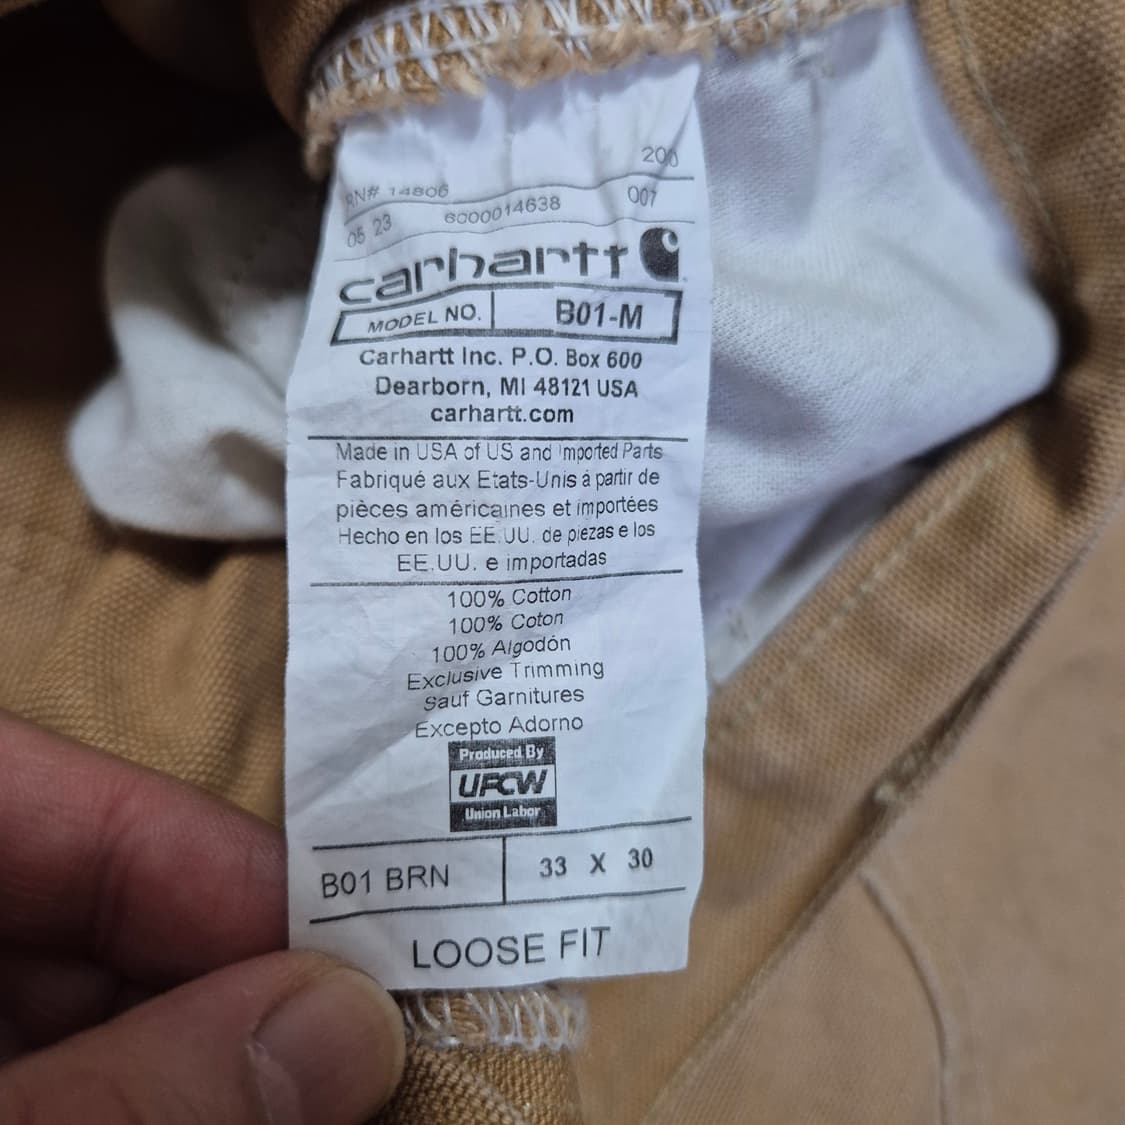 200
RN# 14806
05 23 6000014638 007
carhartt
MODEL NO. B01-M
Carhartt Inc. P.O. Box 600
Dearborn, MI 48121 USA
carhartt.com
Made in USA of US and Imported Parts
Fabriqué aux Etats-Unis à partir de
pièces américaines et importées
Hecho en los EE.UU. de piezas e los
EE.UU. e importadas
100% Cotton
100% Coton
100% Algodón
Exclusive Trimming
Sauf Garnitures
Excepto Adorno
Produced By
UFCW
Union Labor
B01 BRN 33 X 30
LOOSE FIT